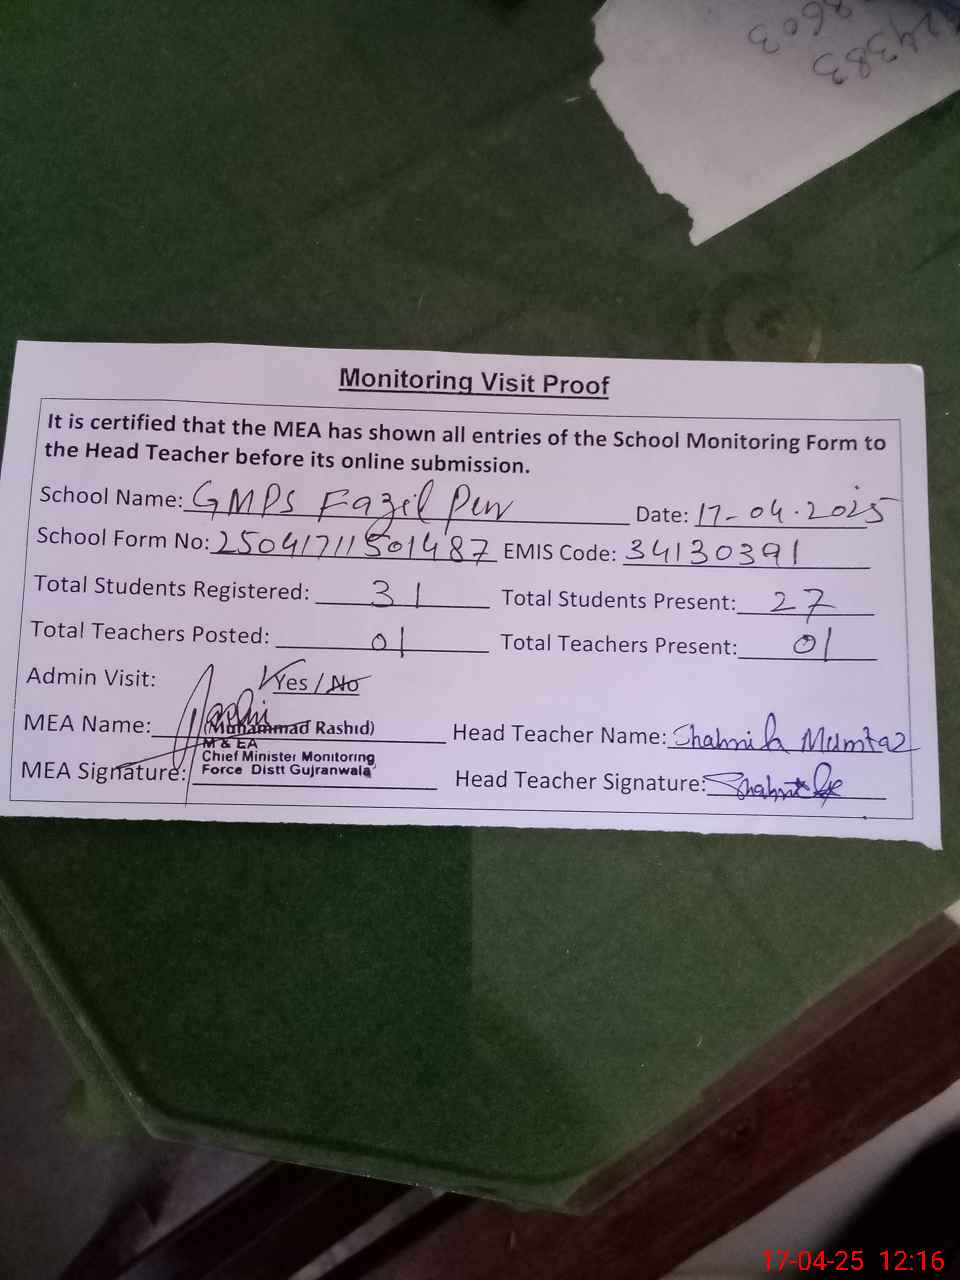 24383
8603
Monitoring Visit Proof
It is certified that the MEA has shown all entries of the School Monitoring Form to
the Head Teacher before its online submission.
School Name: GMPS Fazil Pur Date: 17-04-2025
School Form No: 25041711501487 EMIS Code: 34130391
Total Students Registered: 31 Total Students Present: 27
Total Teachers Posted: 01 Total Teachers Present: 01
Admin Visit: Yes / No
MEA Name: (Muhammad Rashid) Head Teacher Name: Shahnila Mumtaz
M & EA
Chief Minister Monitoring
MEA Signature: Force Distt Gujranwala Head Teacher Signature:
17-04-25 12:16